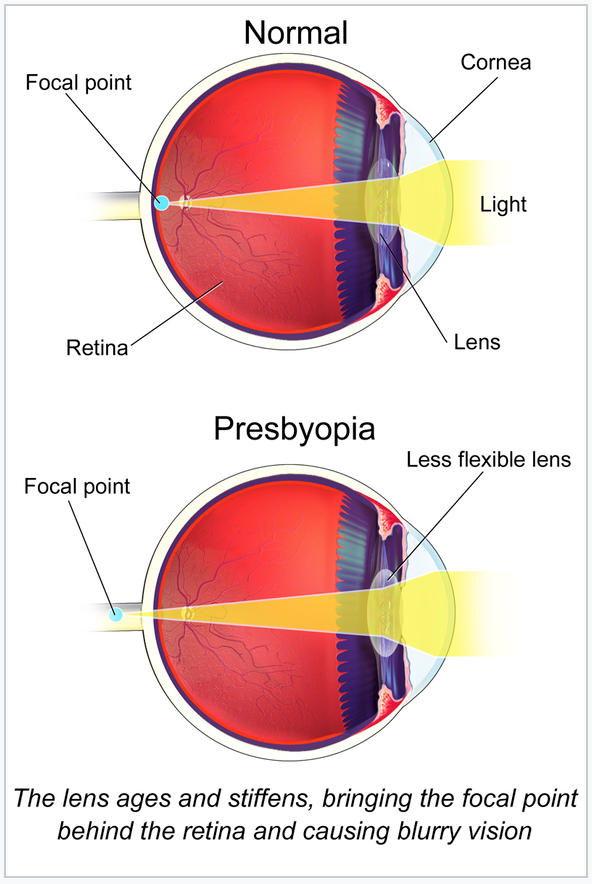 Normal
Focal point
Cornea
Light
Retina
Lens
Presbyopia
Less flexible lens
Focal point
The lens ages and stiffens, bringing the focal point
behind the retina and causing blurry vision